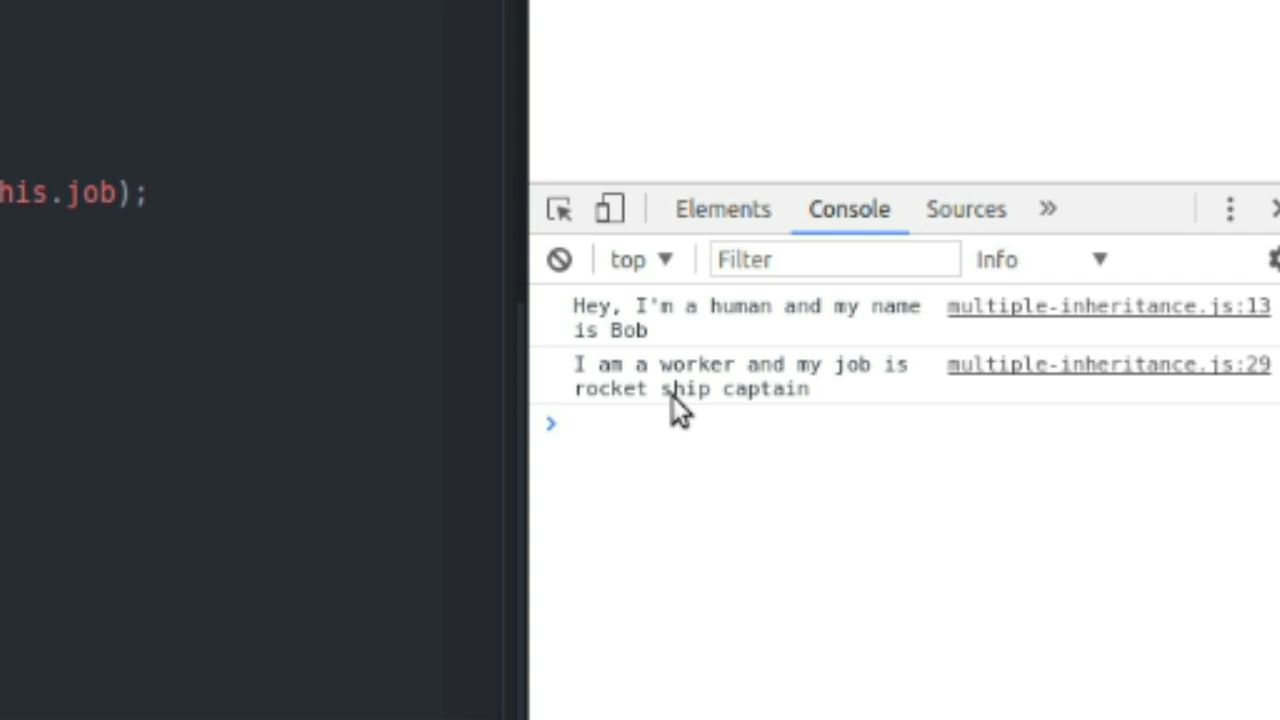 his.job);
Elements Console Sources »
top ▼ Filter Info ▼
Hey, I'm a human and my name multiple-inheritance.js:13
is Bob
I am a worker and my job is multiple-inheritance.js:29
rocket ship captain